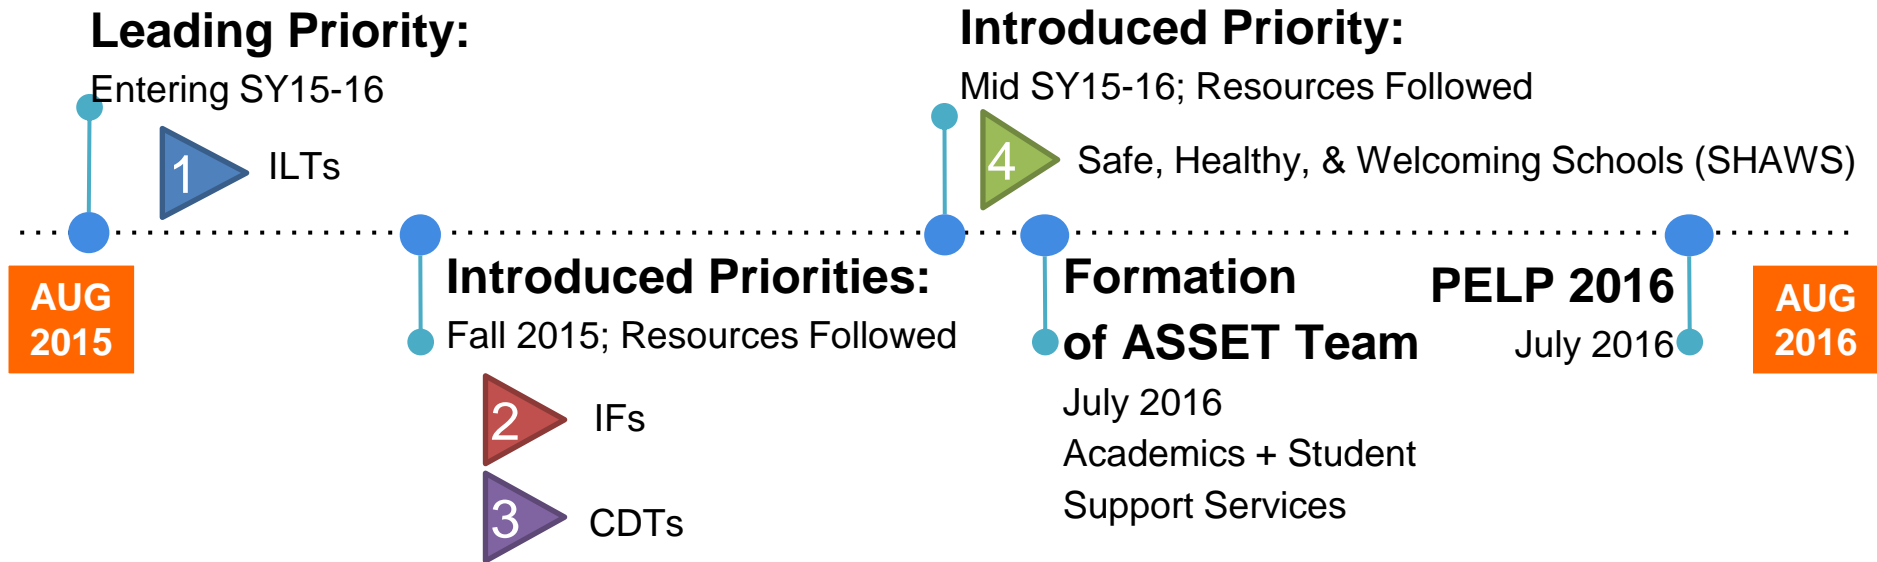 Leading Priority:
Entering SY15-16
1
ILTs
Introduced Priority:
Mid SY15-16; Resources Followed
4
Safe, Healthy, & Welcoming Schools (SHAWS)
AUG
2015
Introduced Priorities:
Fall 2015; Resources Followed
2
IFs
3
CDTs
Formation
of ASSET Team
July 2016
Academics + Student
Support Services
PELP 2016
July 2016
AUG
2016